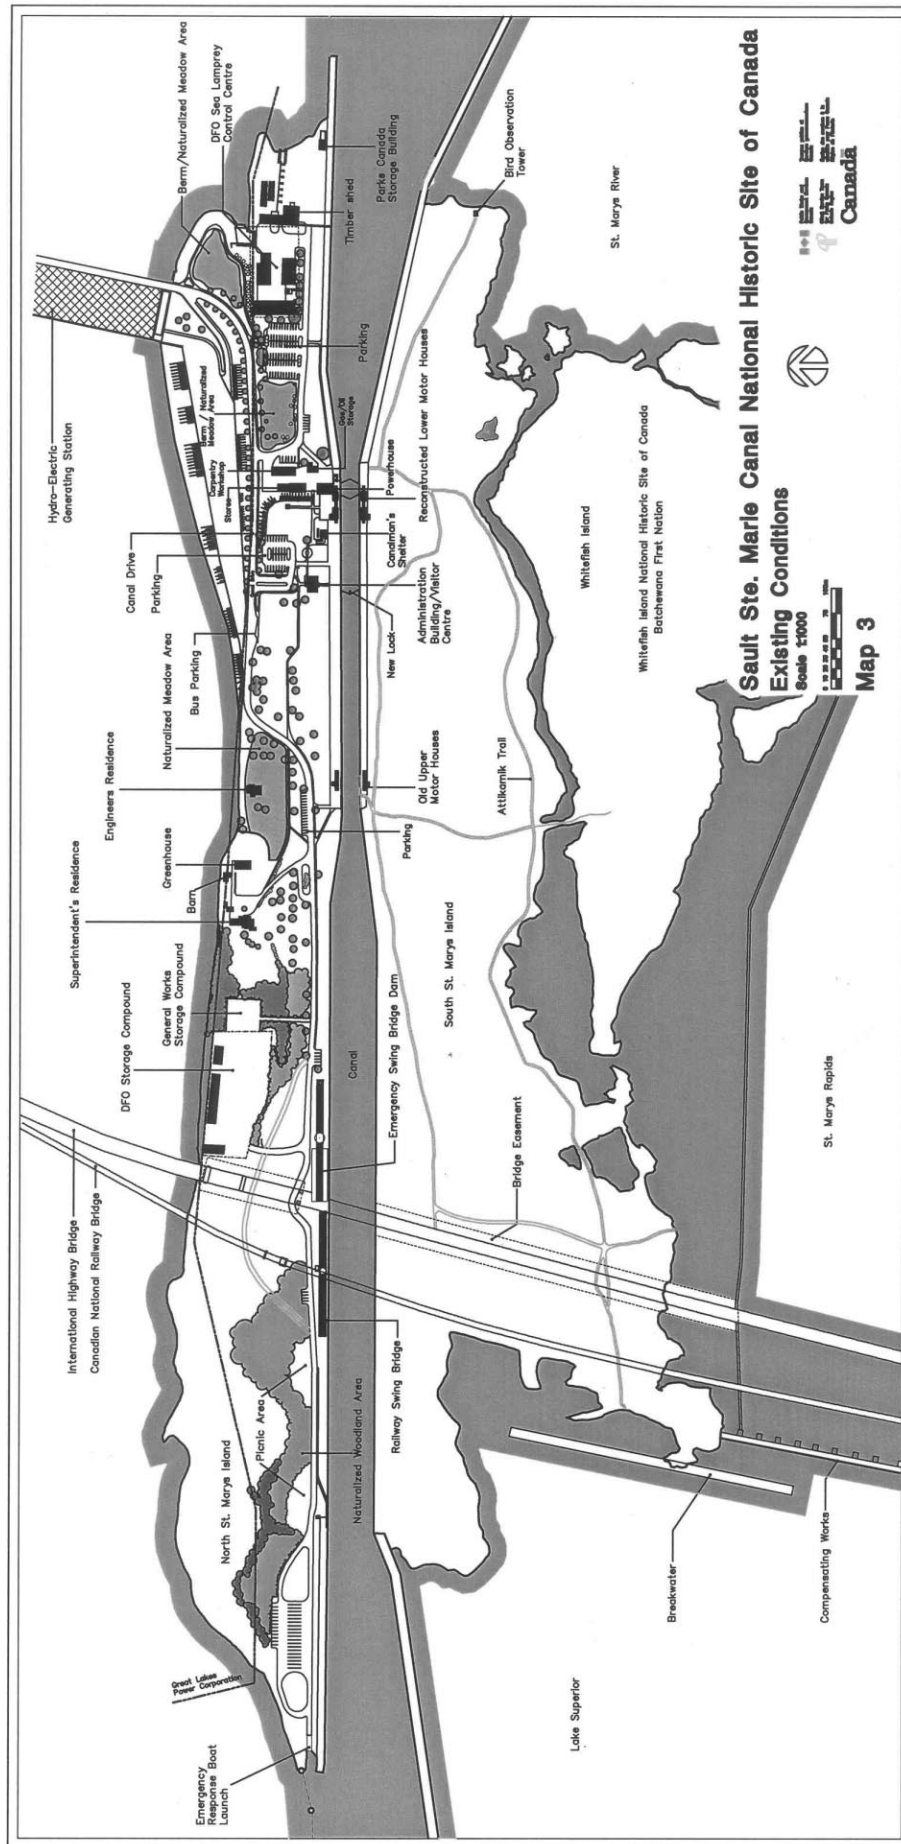 Hydro-Electric
Generating Station
Berm/Naturalized Meadow Area
DFO Sea Lamprey
Control Centre
Canal Drive
Parking
Bus Parking
Naturalized Meadow Area
Engineers Residence
Greenhouse
Barn
Superintendent's Residence
General Works
Storage Compound
DFO Storage Compound
International Highway Bridge
Canadian National Railway Bridge
North St. Marys Island
Picnic Area
Great Lakes
Power Corporation
Emergency
Response Boat
Launch
Berm / Naturalized
Meadow Area
Carpentry
Workshop
Stores
Parking
Timber shed
Parks Canada
Storage Building
Gas/Oil
Storage
Powerhouse
Reconstructed Lower Motor Houses
Canalman's
Shelter
Administration
Building/Visitor
Centre
New Lock
Old Upper
Motor Houses
Parking
Canal
Emergency Swing Bridge Dam
Railway Swing Bridge
Naturalized Woodland Area
Bird Observation
Tower
St. Marys River
Whitefish Island
Whitefish Island National Historic Site of Canada
Batchewana First Nation
Attikamik Trail
South St. Marys Island
Bridge Easement
St. Marys Rapids
Breakwater
Compensating Works
Lake Superior
Sault Ste. Marie Canal National Historic Site of Canada
Existing Conditions
Scale 1:1000
Map 3
Canada